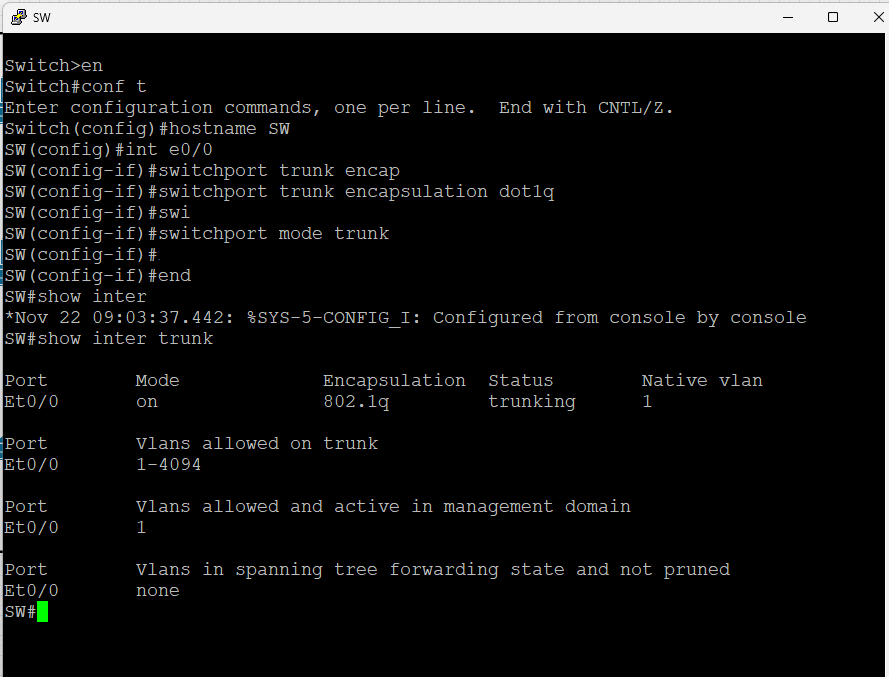 SW
Switch>en
Switch#conf t
Enter configuration commands, one per line.  End with CNTL/Z.
Switch(config)#hostname SW
SW(config)#int e0/0
SW(config-if)#switchport trunk encap
SW(config-if)#switchport trunk encapsulation dot1q
SW(config-if)#swi
SW(config-if)#switchport mode trunk
SW(config-if)#
SW(config-if)#end
SW#show inter
*Nov 22 09:03:37.442: %SYS-5-CONFIG_I: Configured from console by console
SW#show inter trunk
Port        Mode             Encapsulation  Status        Native vlan
Et0/0       on               802.1q         trunking      1
Port        Vlans allowed on trunk
Et0/0       1-4094
Port        Vlans allowed and active in management domain
Et0/0       1
Port        Vlans in spanning tree forwarding state and not pruned
Et0/0       none
SW#